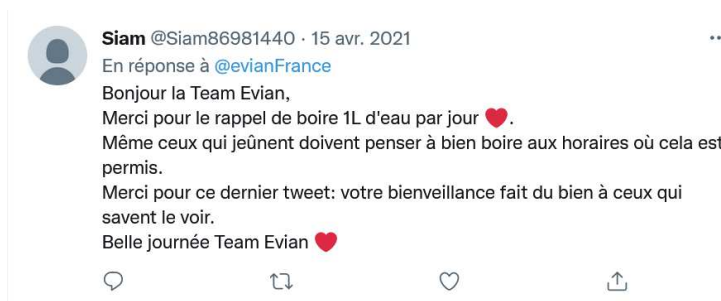 Siam @Siam86981440 · 15 avr. 2021
En réponse à @evianFrance
Bonjour la Team Evian,
Merci pour le rappel de boire 1L d'eau par jour ❤️.
Même ceux qui jeûnent doivent penser à bien boire aux horaires où cela est
permis.
Merci pour ce dernier tweet: votre bienveillance fait du bien à ceux qui
savent le voir.
Belle journée Team Evian ❤️